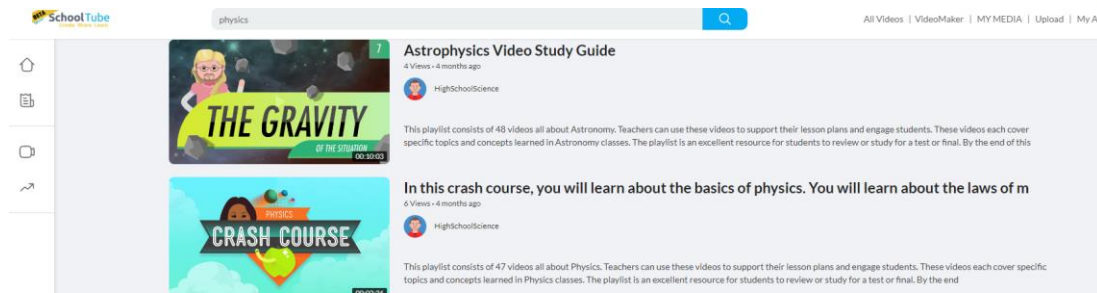 BETA
SchoolTube
physics
All Videos | VideoMaker | MY MEDIA | Upload | My A
7
THE GRAVITY
OF THE SITUATION
00:10:03
Astrophysics Video Study Guide
4 Views • 4 months ago
HighSchoolScience
This playlist consists of 48 videos all about Astronomy. Teachers can use these videos to support their lesson plans and engage students. These videos each cover
specific topics and concepts learned in Astronomy classes. The playlist is an excellent resource for students to review or study for a test or final. By the end of this
PHYSICS
CRASH COURSE
In this crash course, you will learn about the basics of physics. You will learn about the laws of m
6 Views • 4 months ago
HighSchoolScience
This playlist consists of 47 videos all about Physics. Teachers can use these videos to support their lesson plans and engage students. These videos each cover specific
topics and concepts learned in Physics classes. The playlist is an excellent resource for students to review or study for a test or final. By the end